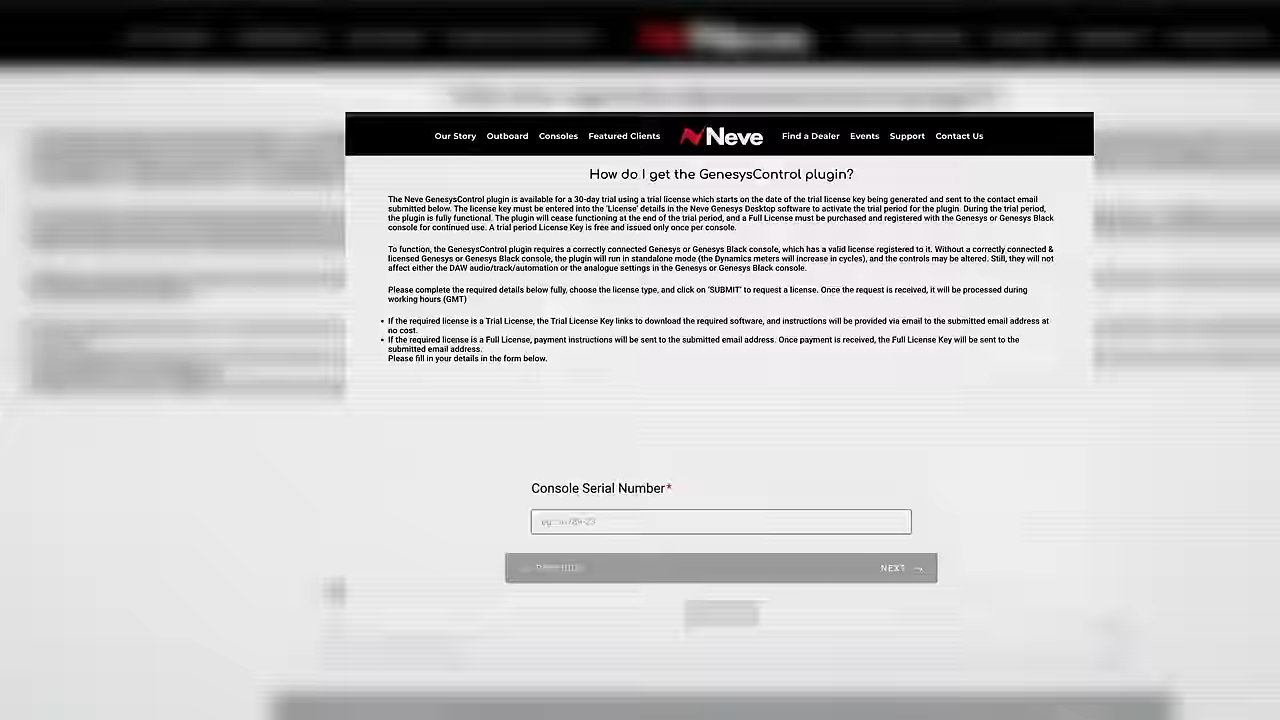 Our Story Outboard Consoles Featured Clients Neve Find a Dealer Events Support Contact Us
How do I get the GenesysControl plugin?
The Neve GenesysControl plugin is available for a 30-day trial using a trial license which starts on the date of the trial license key being generated and sent to the contact email
submitted below. The license key must be entered into the 'License' details in the Neve Genesys Desktop software to activate the trial period for the plugin. During the trial period,
the plugin is fully functional. The plugin will cease functioning at the end of the trial period, and a Full License must be purchased and registered with the Genesys or Genesys Black
console for continued use. A trial period License Key is free and issued only once per console.
To function, the GenesysControl plugin requires a correctly connected Genesys or Genesys Black console, which has a valid license registered to it. Without a correctly connected &
licensed Genesys or Genesys Black console, the plugin will run in standalone mode (the Dynamics meters will increase in cycles), and the controls may be altered. Still, they will not
affect either the DAW audio/track/automation or the analogue settings in the Genesys or Genesys Black console.
Please complete the required details below fully, choose the license type, and click on 'SUBMIT' to request a license. Once the request is received, it will be processed during
working hours (GMT)
• If the required license is a Trial License, the Trial License Key links to download the required software, and instructions will be provided via email to the submitted email address at
no cost.
• If the required license is a Full License, payment instructions will be sent to the submitted email address. Once payment is received, the Full License Key will be sent to the
submitted email address.
Please fill in your details in the form below.
Console Serial Number*
NEXT →